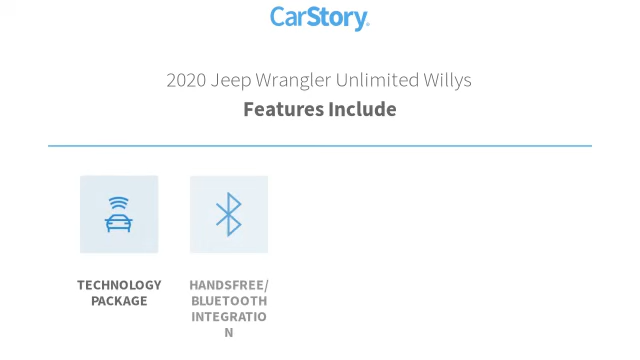 CarStory
2020 Jeep Wrangler Unlimited Willys
Features Include
TECHNOLOGY
PACKAGE
HANDSFREE/
BLUETOOTH
INTEGRATIO
N